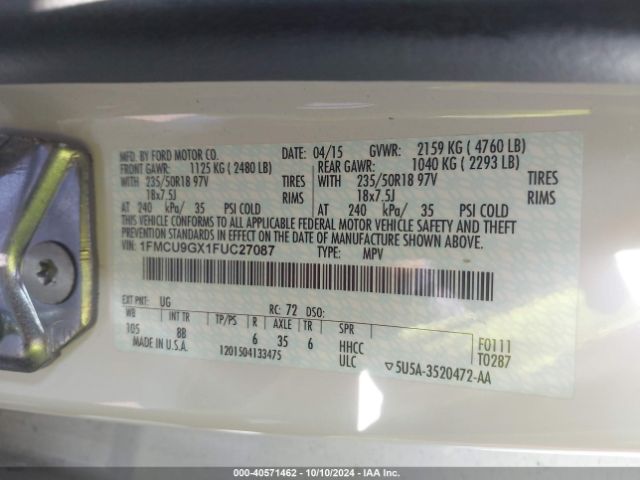 MFD. BY FORD MOTOR CO. DATE: 04/15 GVWR: 2159 KG ( 4760 LB)
FRONT GAWR: 1125 KG ( 2480 LB) REAR GAWR: 1040 KG ( 2293 LB)
WITH 235/50R18 97V TIRES WITH 235/50R18 97V TIRES
18x7.5J RIMS 18x7.5J RIMS
AT 240 kPa/ 35 PSI COLD AT 240 kPa/ 35 PSI COLD
THIS VEHICLE CONFORMS TO ALL APPLICABLE FEDERAL MOTOR VEHICLE SAFETY AND THEFT
PREVENTION STANDARDS IN EFFECT ON THE DATE OF MANUFACTURE SHOWN ABOVE.
VIN: 1FMCU9GX1FUC27087 TYPE: MPV
EXT PNT: UG RC: 72 DSO:
WB INT TR TP/PS R AXLE TR SPR
105 8B 6 35 6 HHCC F0111
MADE IN U.S.A. 1201504133475 ULC T0287
5U5A-3520472-AA
000-40571462 - 10/10/2024 - IAA Inc.